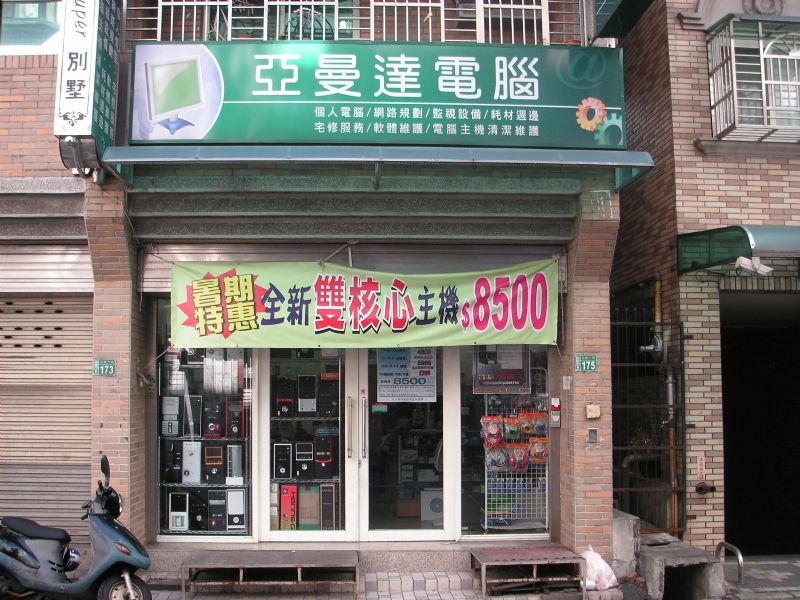 uper
別墅
亞曼達電腦
@
個人電腦/網路規劃/監視設備/耗材週邊
宅修服務/軟體維護/電腦主機清潔維護
暑期
特惠
全新雙核心主機$8500
173
175
4800
8500